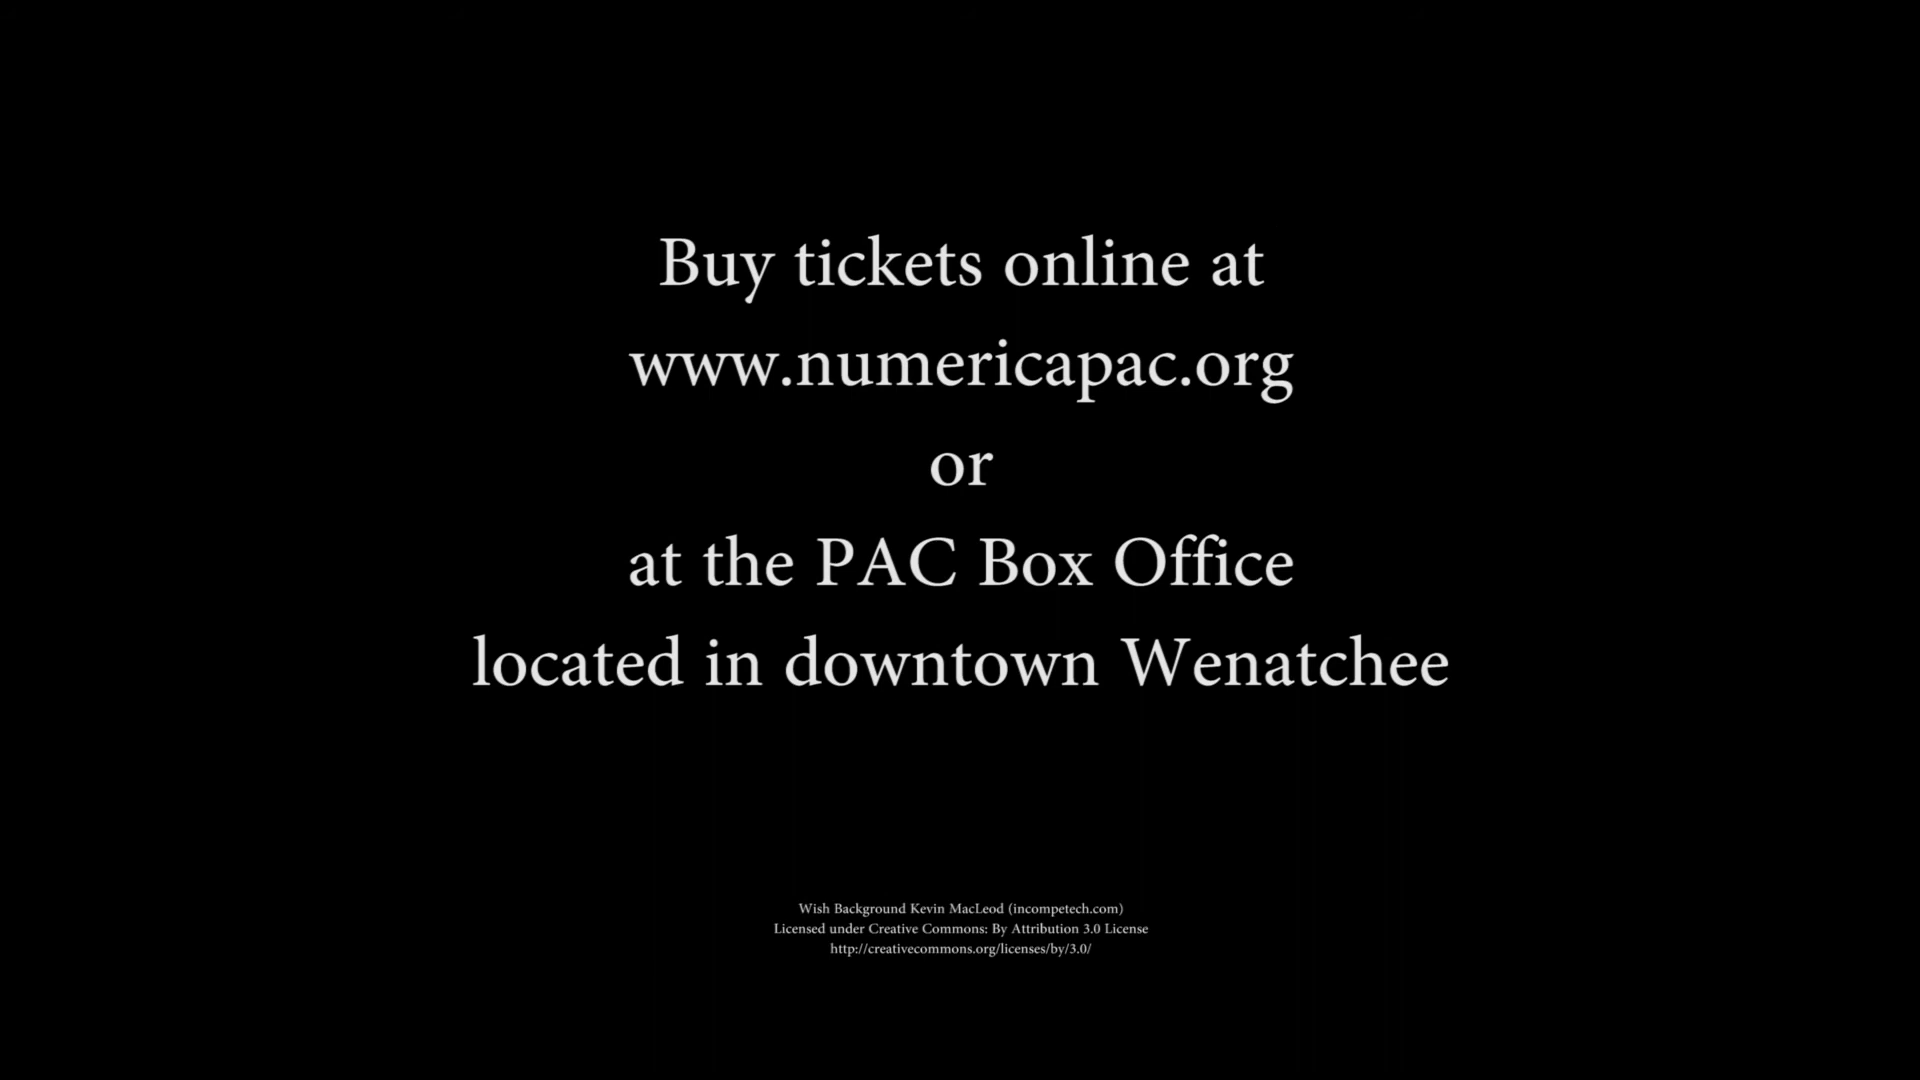 Buy tickets online at
www.numericapac.org
or
at the PAC Box Office
located in downtown Wenatchee
Wish Background Kevin MacLeod (incompetech.com)
Licensed under Creative Commons: By Attribution 3.0 License
http://creativecommons.org/licenses/by/3.0/